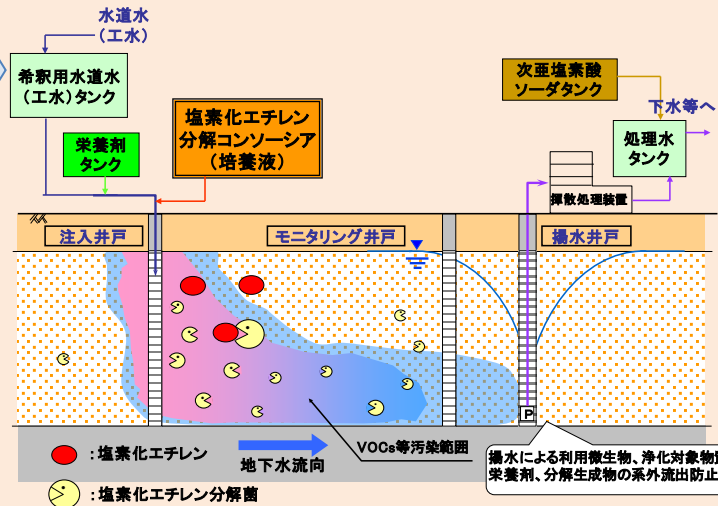 水道水
（工水）
希釈用水道水
（工水）タンク
栄養剤
タンク
塩素化エチレン
分解コンソーシア
（培養液）
次亜塩素酸
ソーダタンク
下水等へ
処理水
タンク
揮散処理装置
注入井戸
モニタリング井戸
揚水井戸
P
：塩素化エチレン
地下水流向
VOCs等汚染範囲
：塩素化エチレン分解菌
揚水による利用微生物、浄化対象物
栄養剤、分解生成物の系外流出防止